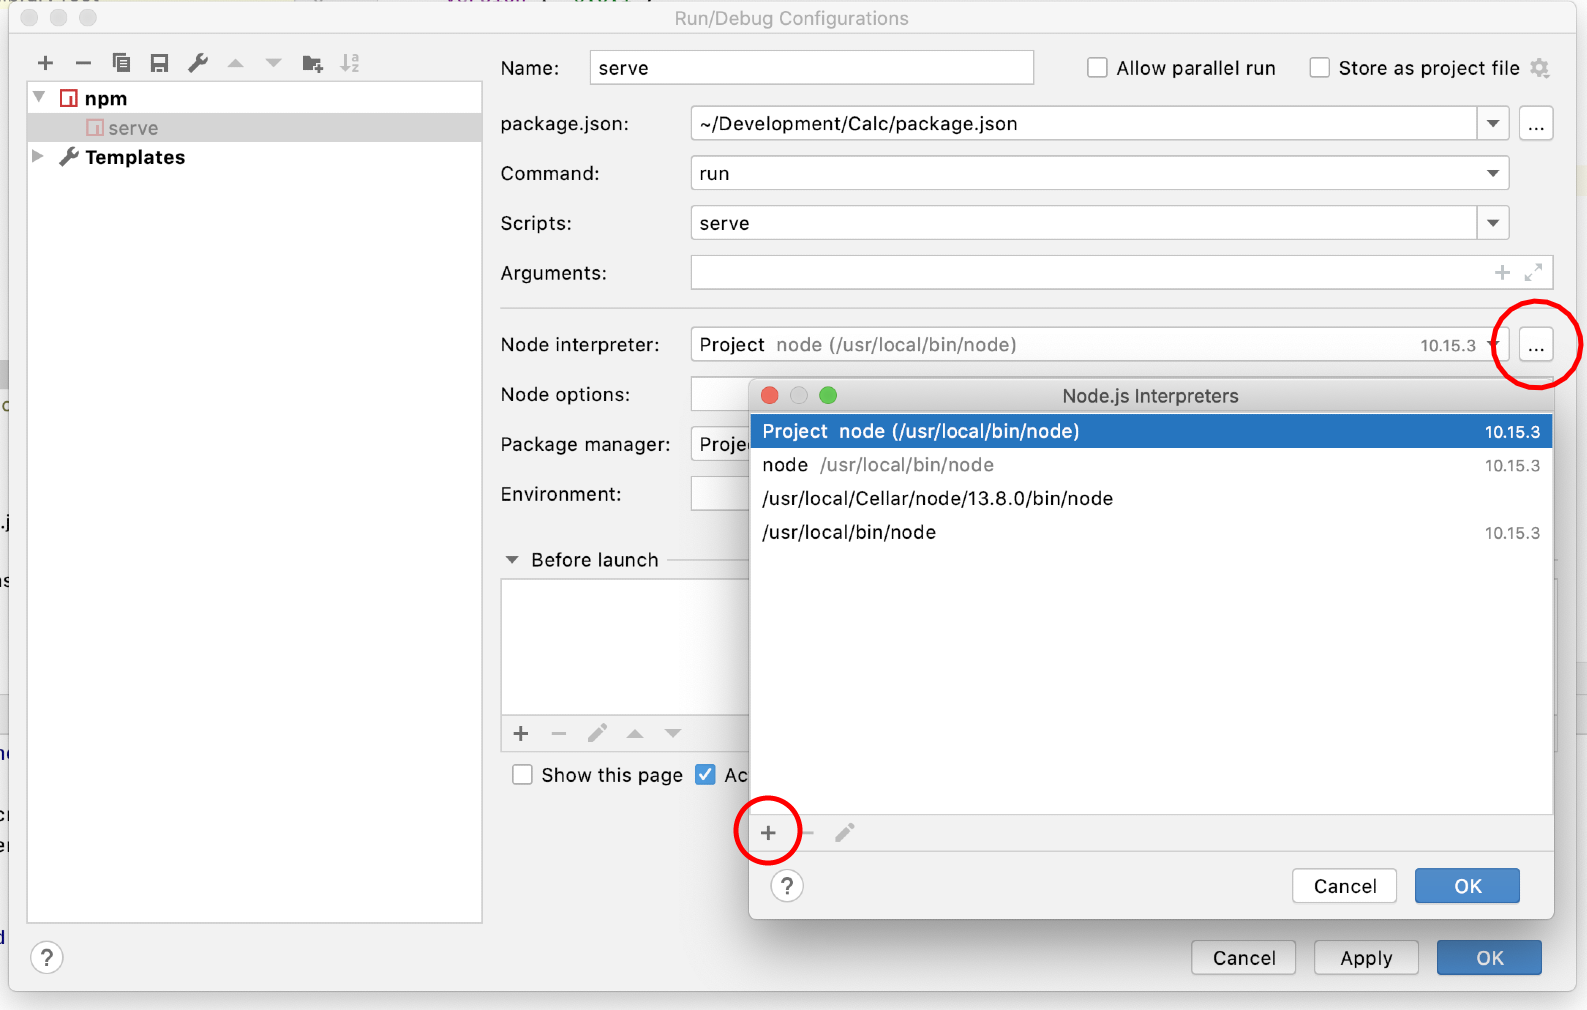 Run/Debug Configurations
npm
serve
Templates
Name: serve
Allow parallel run
Store as project file
package.json: ~/Development/Calc/package.json ...
Command: run
Scripts: serve
Arguments:
Node interpreter: Project node (/usr/local/bin/node) 10.15.3 ...
Node options:
Package manager:
Environment:
Before launch
Show this page
Node.js Interpreters
Project node (/usr/local/bin/node) 10.15.3
node /usr/local/bin/node 10.15.3
/usr/local/Cellar/node/13.8.0/bin/node
/usr/local/bin/node 10.15.3
?
Cancel OK
?
Cancel Apply OK